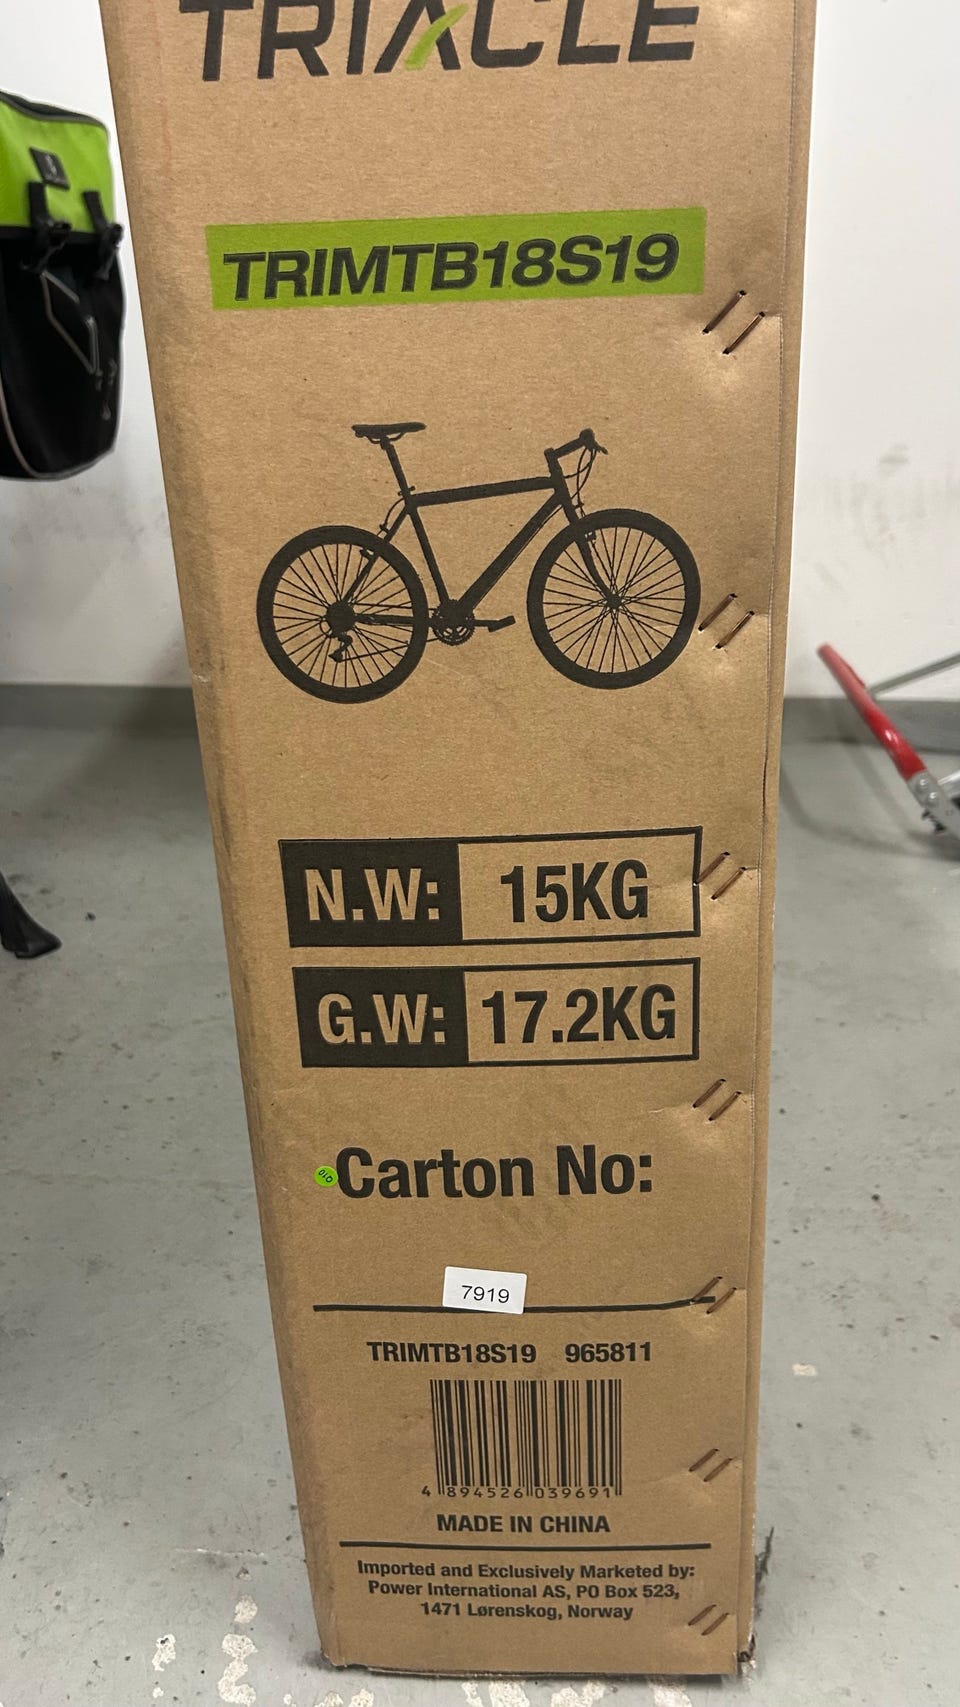 TRIACLE
TRIMTB18S19
N.W: 15KG
G.W: 17.2KG
010
Carton No:
7919
TRIMTB18S19 965811
4 894526 039691
MADE IN CHINA
Imported and Exclusively Marketed by:
Power International AS, PO Box 523,
1471 Lørenskog, Norway